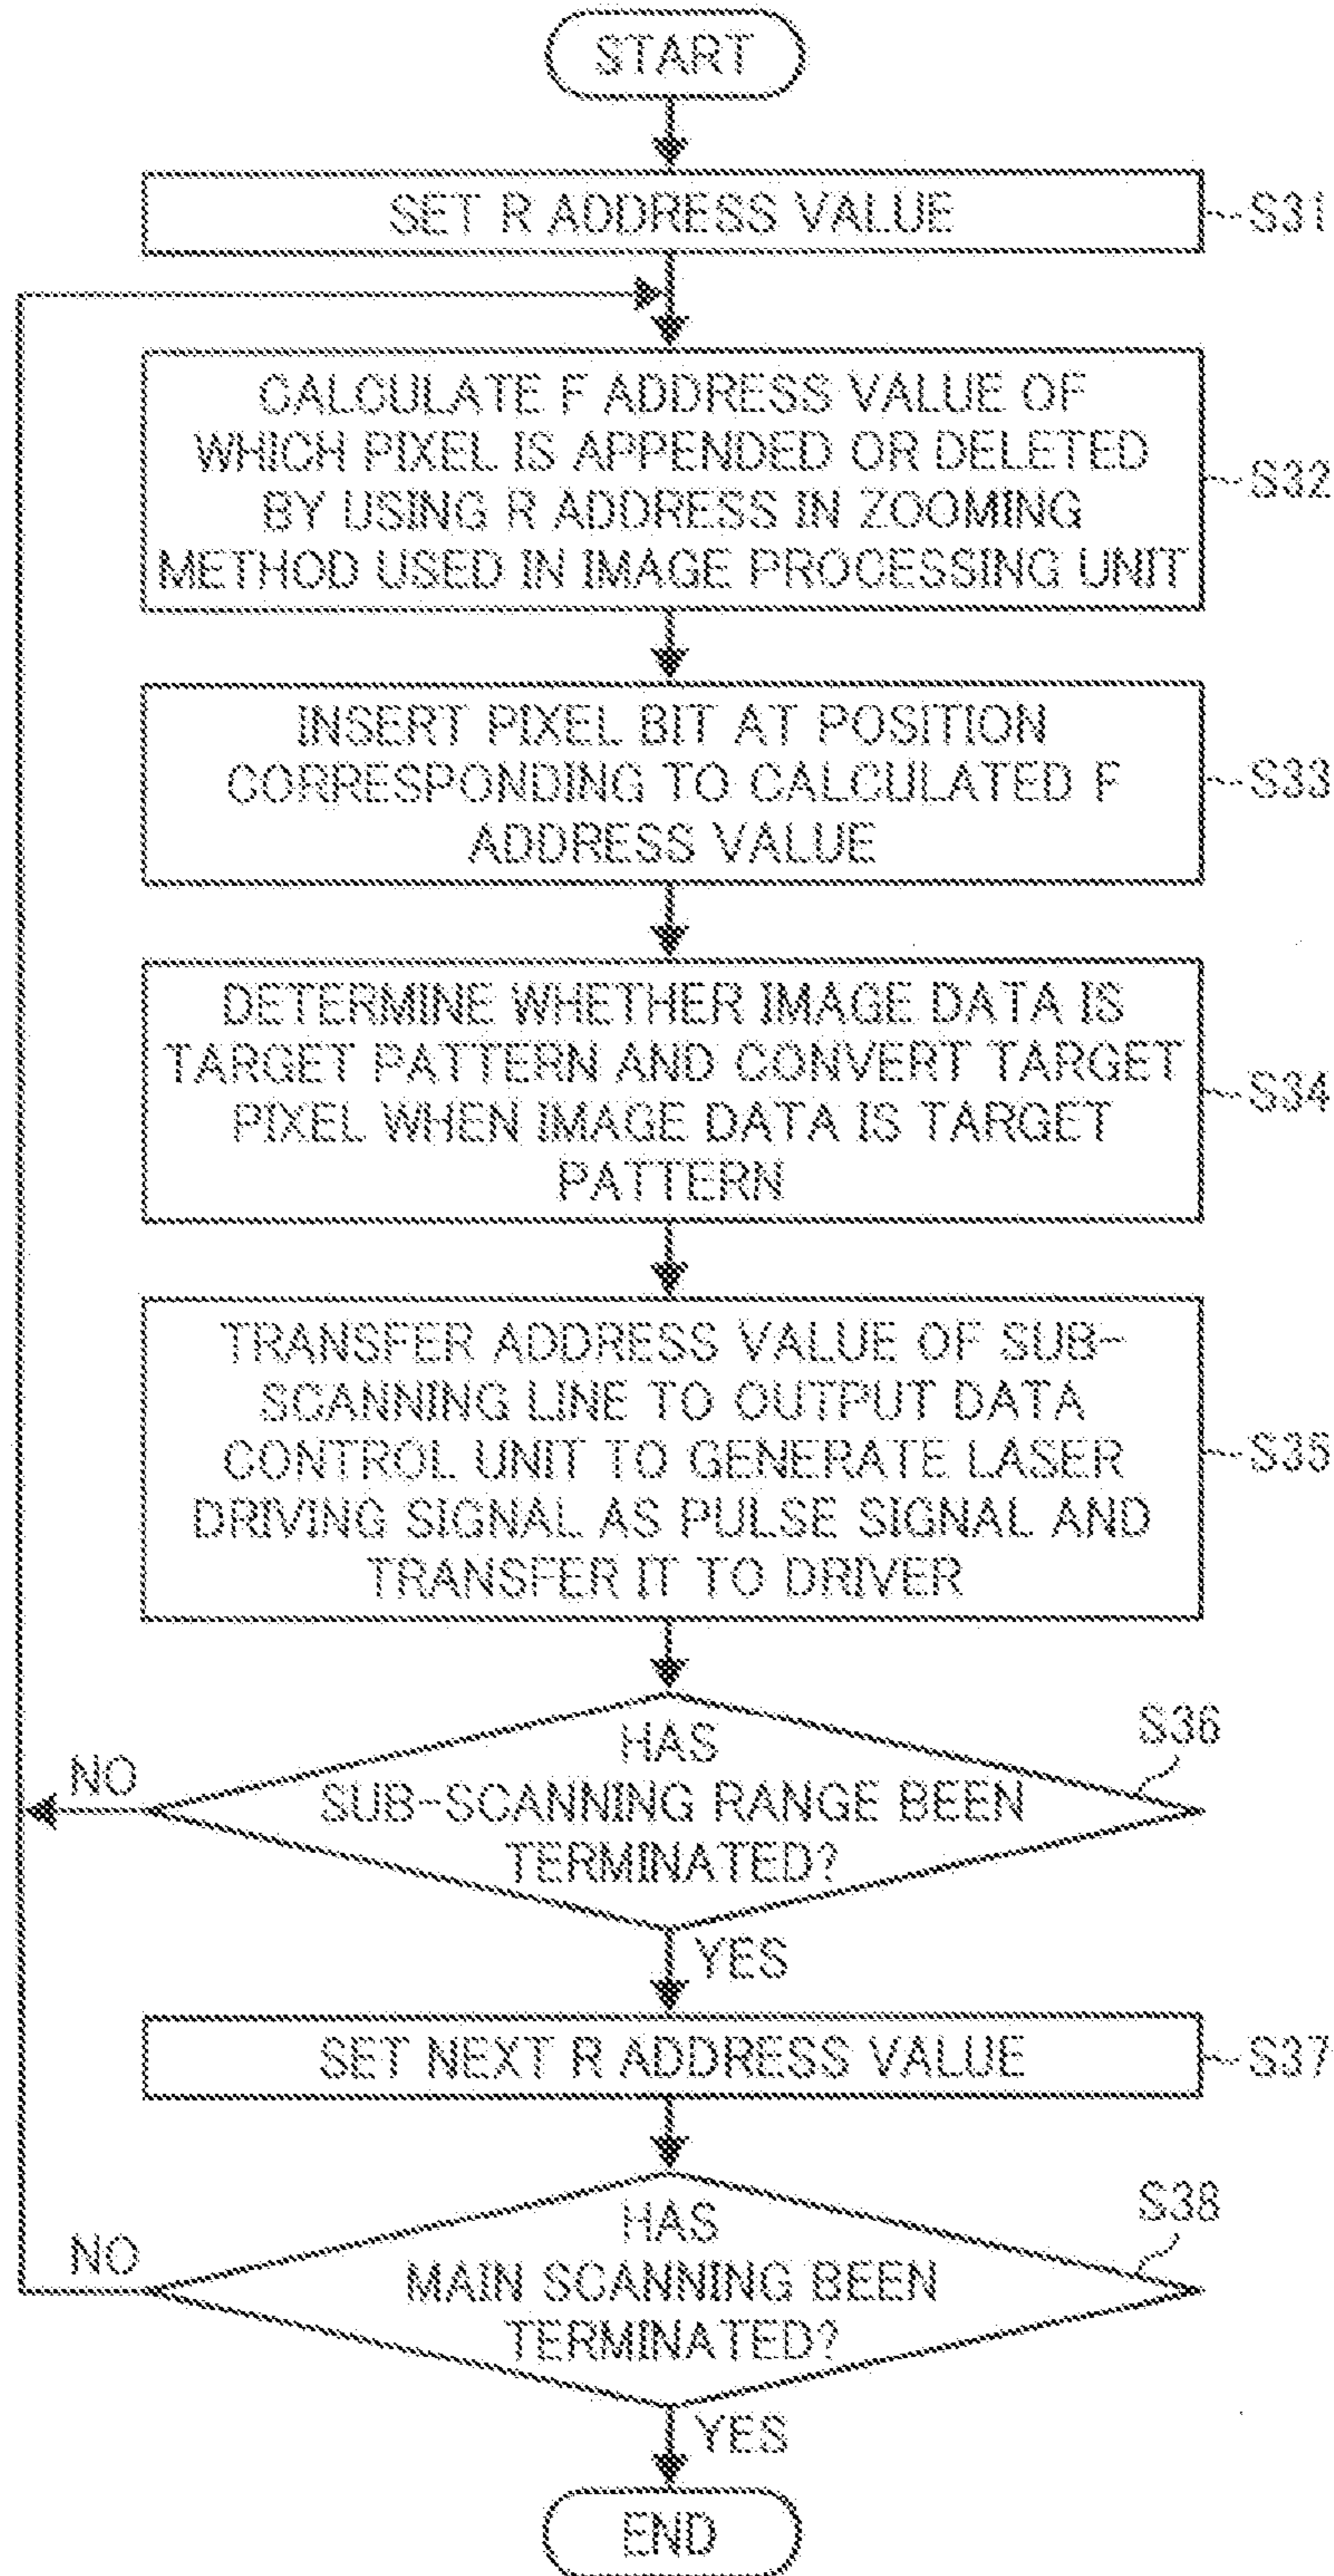 START
SET R ADDRESS VALUE
S31
CALCULATE F ADDRESS VALUE OF
WHICH PIXEL IS APPENDED OR DELETED
BY USING R ADDRESS IN ZOOMING
METHOD USED IN IMAGE PROCESSING UNIT
S32
INSERT PIXEL BIT AT POSITION
CORRESPONDING TO CALCULATED F
ADDRESS VALUE
S33
DETERMINE WHETHER IMAGE DATA IS
TARGET PATTERN AND CONVERT TARGET
PIXEL WHEN IMAGE DATA IS TARGET
PATTERN
S34
TRANSFER ADDRESS VALUE OF SUB-
SCANNING LINE TO OUTPUT DATA
CONTROL UNIT TO GENERATE LASER
DRIVING SIGNAL AS PULSE SIGNAL AND
TRANSFER IT TO DRIVER
S35
HAS
SUB-SCANNING RANGE BEEN
TERMINATED?
S36
NO
YES
SET NEXT R ADDRESS VALUE
S37
HAS
MAIN SCANNING BEEN
TERMINATED?
S38
NO
YES
END